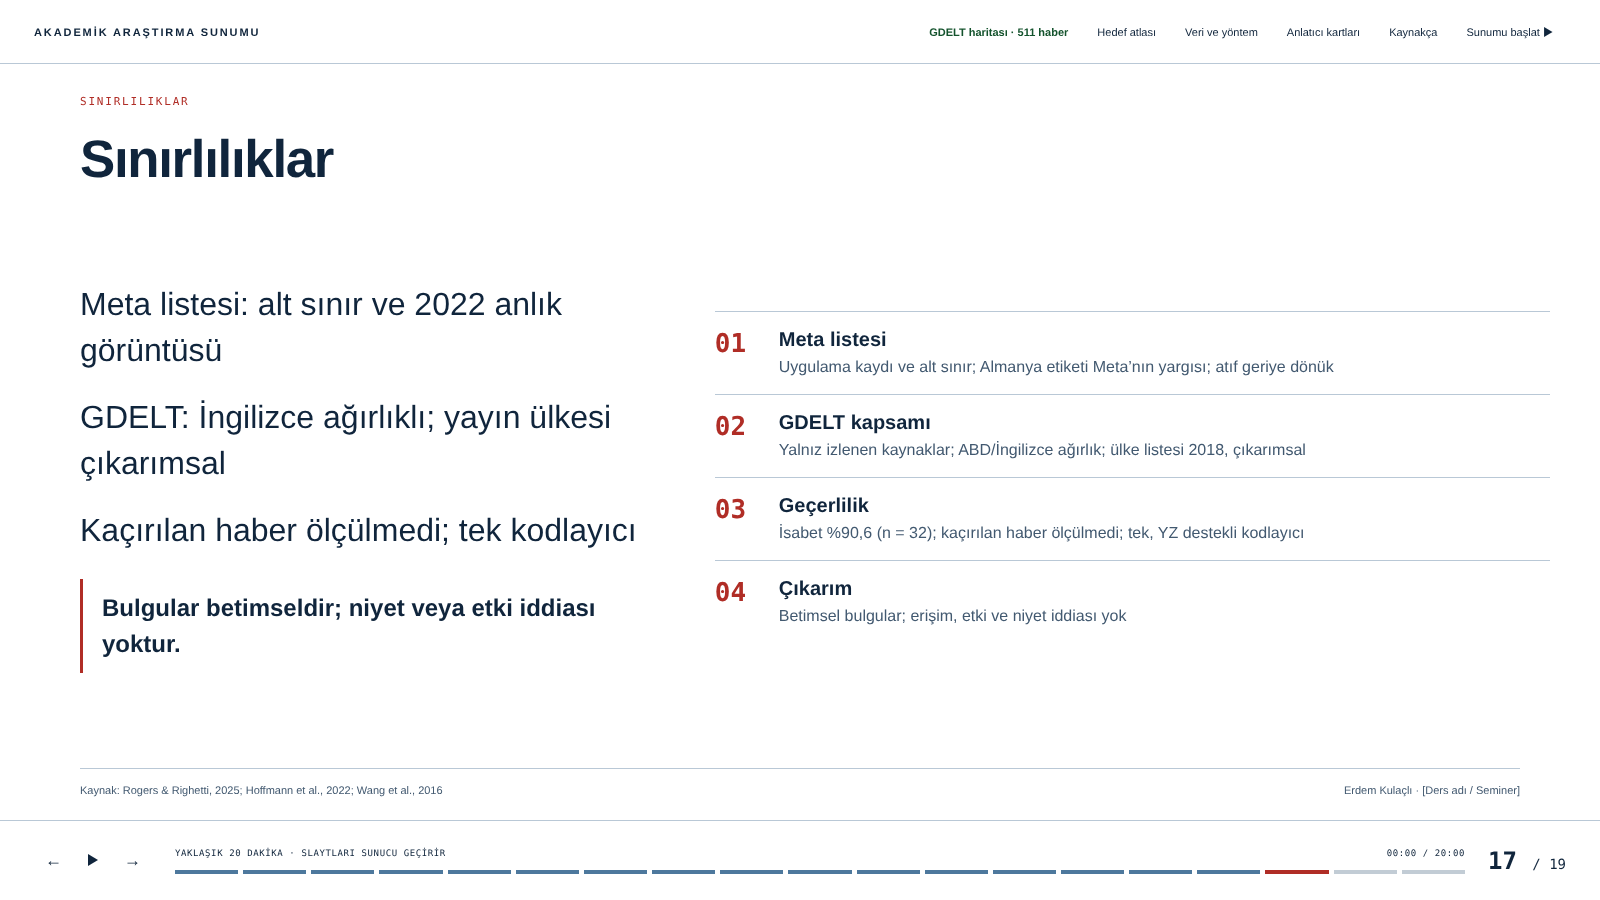 AKADEMİK ARAŞTIRMA SUNUMU
GDELT haritası · 511 haber
Hedef atlası
Veri ve yöntem
Anlatıcı kartları
Kaynakça
Sunumu başlat ▶
SINIRLILIKLAR
Sınırlılıklar
Meta listesi: alt sınır ve 2022 anlık
görüntüsü
GDELT: İngilizce ağırlıklı; yayın ülkesi
çıkarımsal
Kaçırılan haber ölçülmedi; tek kodlayıcı
Bulgular betimseldir; niyet veya etki iddiası
yoktur.
01 Meta listesi
Uygulama kaydı ve alt sınır; Almanya etiketi Meta’nın yargısı; atıf geriye dönük
02 GDELT kapsamı
Yalnız izlenen kaynaklar; ABD/İngilizce ağırlık; ülke listesi 2018, çıkarımsal
03 Geçerlilik
İsabet %90,6 (n = 32); kaçırılan haber ölçülmedi; tek, YZ destekli kodlayıcı
04 Çıkarım
Betimsel bulgular; erişim, etki ve niyet iddiası yok
Kaynak: Rogers & Righetti, 2025; Hoffmann et al., 2022; Wang et al., 2016
Erdem Kulaçlı · [Ders adı / Seminer]
← ▶ →
YAKLAŞIK 20 DAKİKA · SLAYTLARI SUNUCU GEÇİRİR
00:00 / 20:00
17 / 19